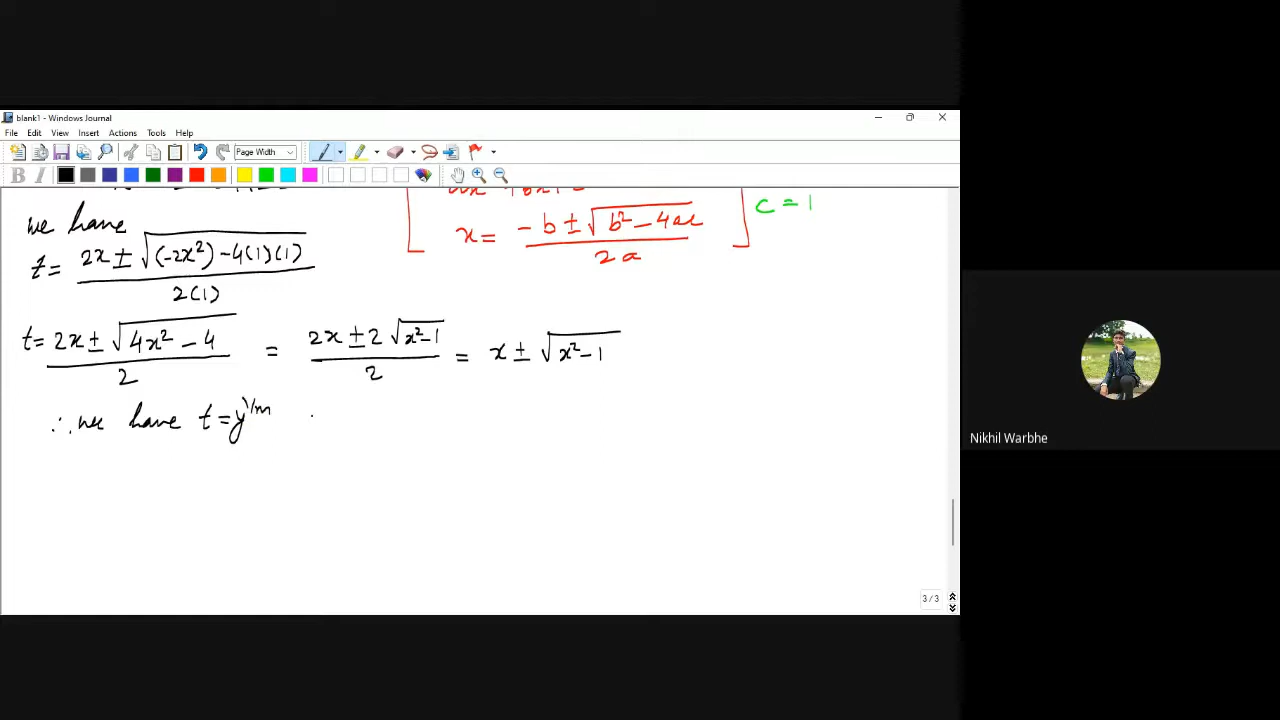 blank1 - Windows Journal
File Edit View Insert Actions Tools Help
Page Width
B I
we have
c = 1
x = -b ± √(b² - 4ac) / 2a
t = 2x ± √((-2x²) - 4(1)(1)) / 2(1)
t = 2x ± √(4x² - 4) / 2 = 2x ± 2√(x²-1) / 2 = x ± √(x²-1)
∴ we have t = y^1/m
3 / 3
Nikhil Warbhe